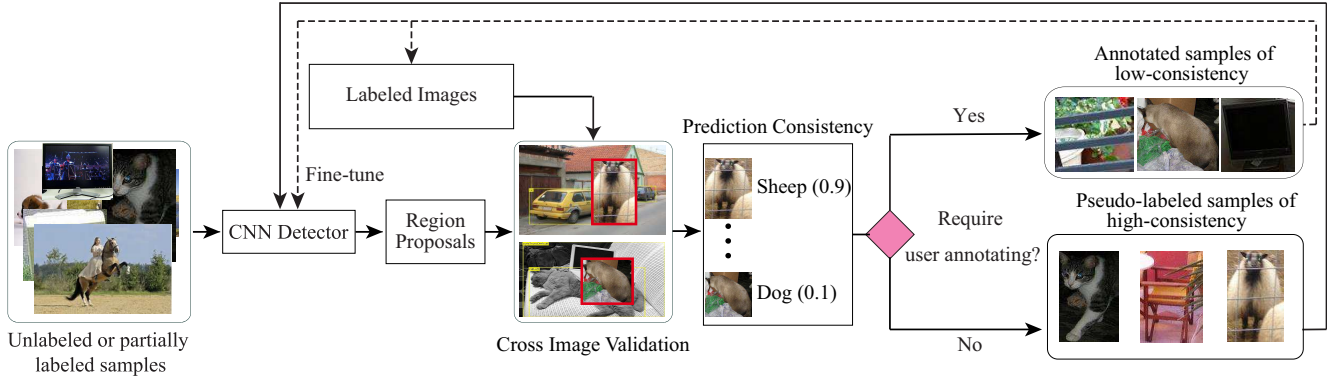 Annotated samples of
low-consistency
Labeled Images
Prediction Consistency
Yes
Fine-tune
Sheep (0.9)
Pseudo-labeled samples of
high-consistency
CNN Detector
Region
Proposals
Require
user annotating?
Dog (0.1)
Unlabeled or partially
labeled samples
Cross Image Validation
No